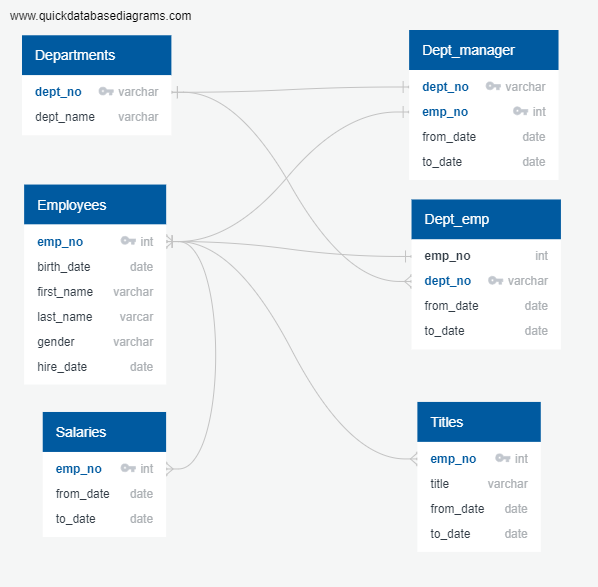 www.quickdatabasediagrams.com
Departments
dept_no varchar
dept_name varchar
Dept_manager
dept_no varchar
emp_no int
from_date date
to_date date
Employees
emp_no int
birth_date date
first_name varchar
last_name varcar
gender varchar
hire_date date
Dept_emp
emp_no int
dept_no varchar
from_date date
to_date date
Salaries
emp_no int
from_date date
to_date date
Titles
emp_no int
title varchar
from_date date
to_date date